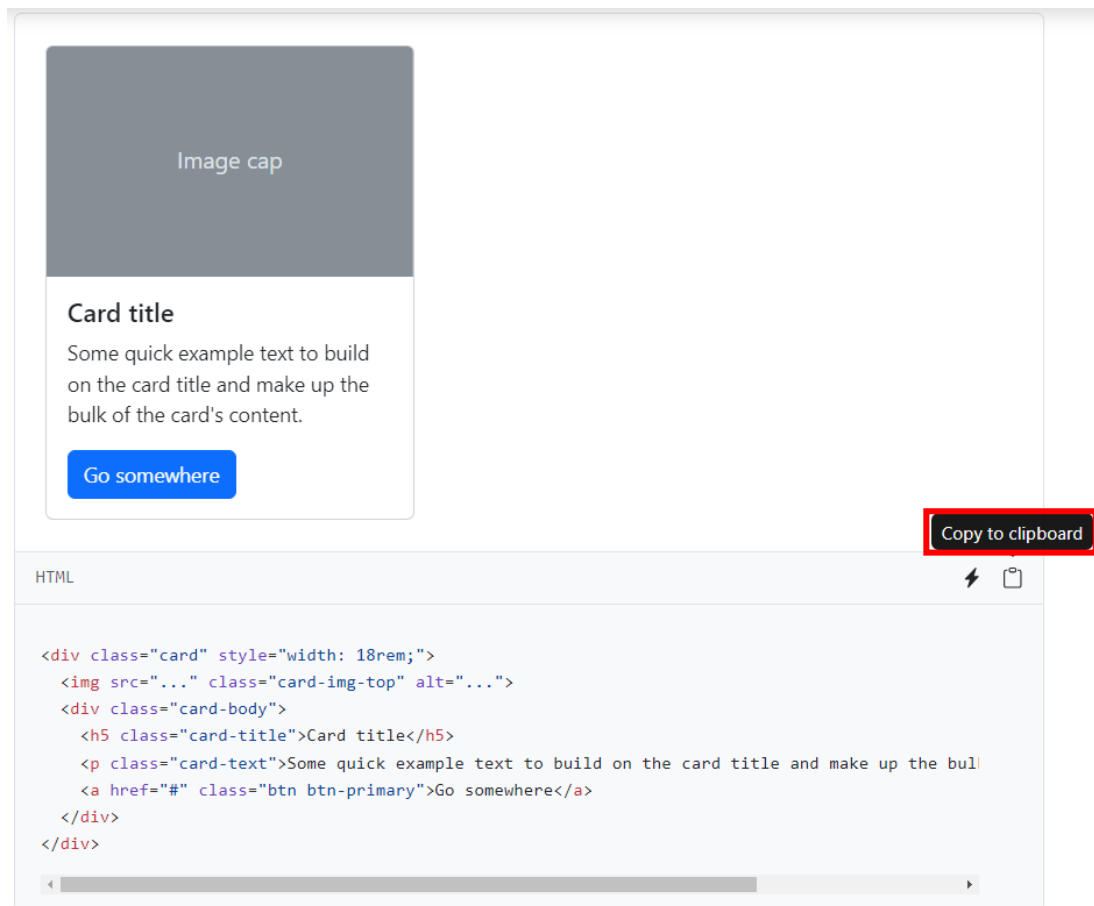 Image cap
Card title
Some quick example text to build
on the card title and make up the
bulk of the card's content.
Go somewhere
Copy to clipboard
HTML
<div class="card" style="width: 18rem;">
  <img src="..." class="card-img-top" alt="...">
  <div class="card-body">
    <h5 class="card-title">Card title</h5>
    <p class="card-text">Some quick example text to build on the card title and make up the bul
    <a href="#" class="btn btn-primary">Go somewhere</a>
  </div>
</div>